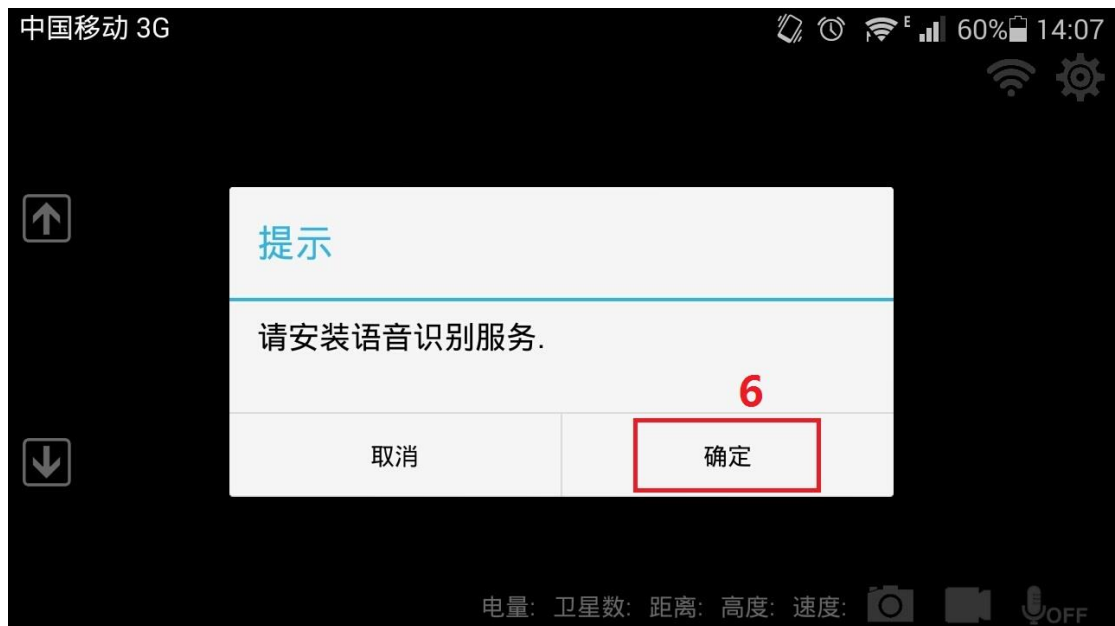 中国移动 3G E 60% 14:07
提示
请安装语音识别服务.
6
取消 确定
电量: 卫星数: 距离: 高度: 速度: OFF